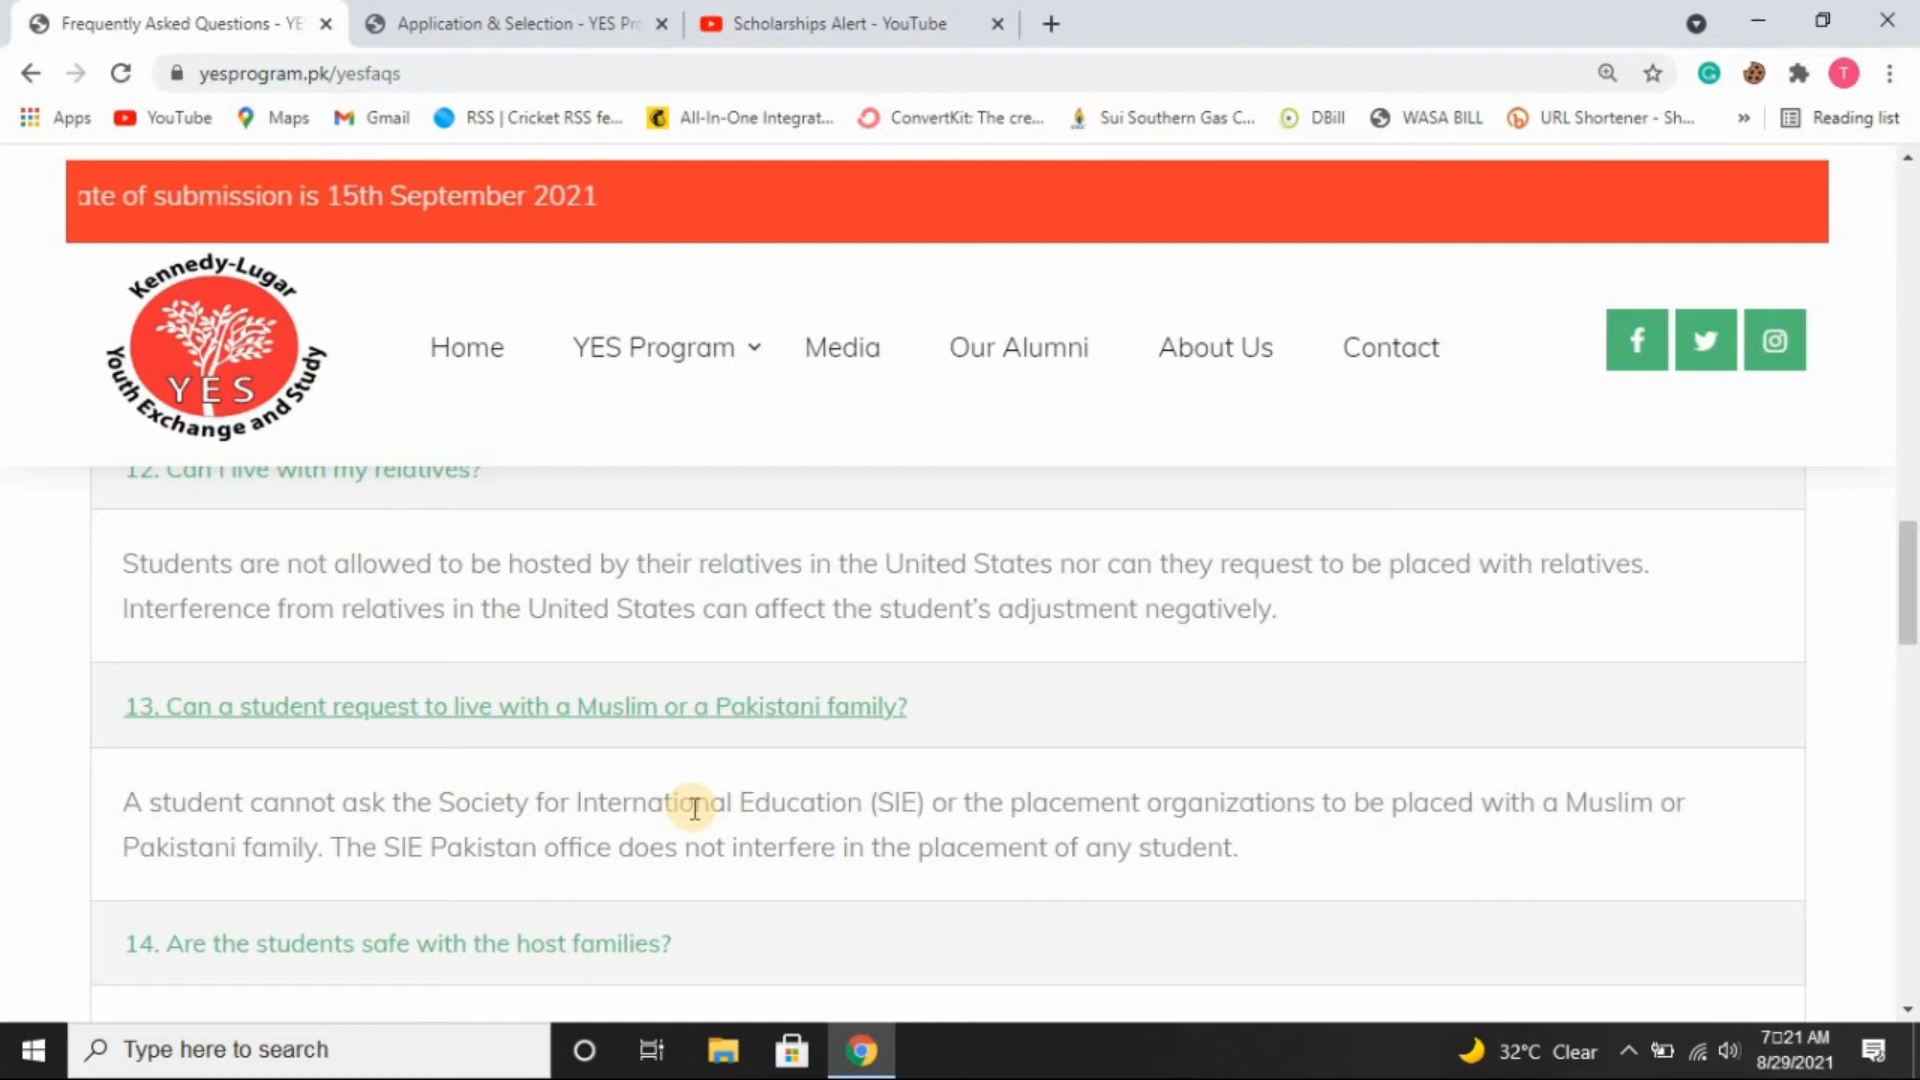 Frequently Asked Questions - YE
Application & Selection - YES Pr
Scholarships Alert - YouTube
yesprogram.pk/yesfaqs
T
Apps
YouTube
Maps
Gmail
RSS | Cricket RSS fe...
All-In-One Integrat...
ConvertKit: The cre...
Sui Southern Gas C...
DBill
WASA BILL
URL Shortener - Sh...
»
Reading list
ate of submission is 15th September 2021
Kennedy-Lugar
YES
Youth Exchange and Study
Home
YES Program
Media
Our Alumni
About Us
Contact
12. Can I live with my relatives?
Students are not allowed to be hosted by their relatives in the United States nor can they request to be placed with relatives.
Interference from relatives in the United States can affect the student's adjustment negatively.
13. Can a student request to live with a Muslim or a Pakistani family?
A student cannot ask the Society for International Education (SIE) or the placement organizations to be placed with a Muslim or
Pakistani family. The SIE Pakistan office does not interfere in the placement of any student.
14. Are the students safe with the host families?
Type here to search
32°C Clear
7▯21 AM
8/29/2021